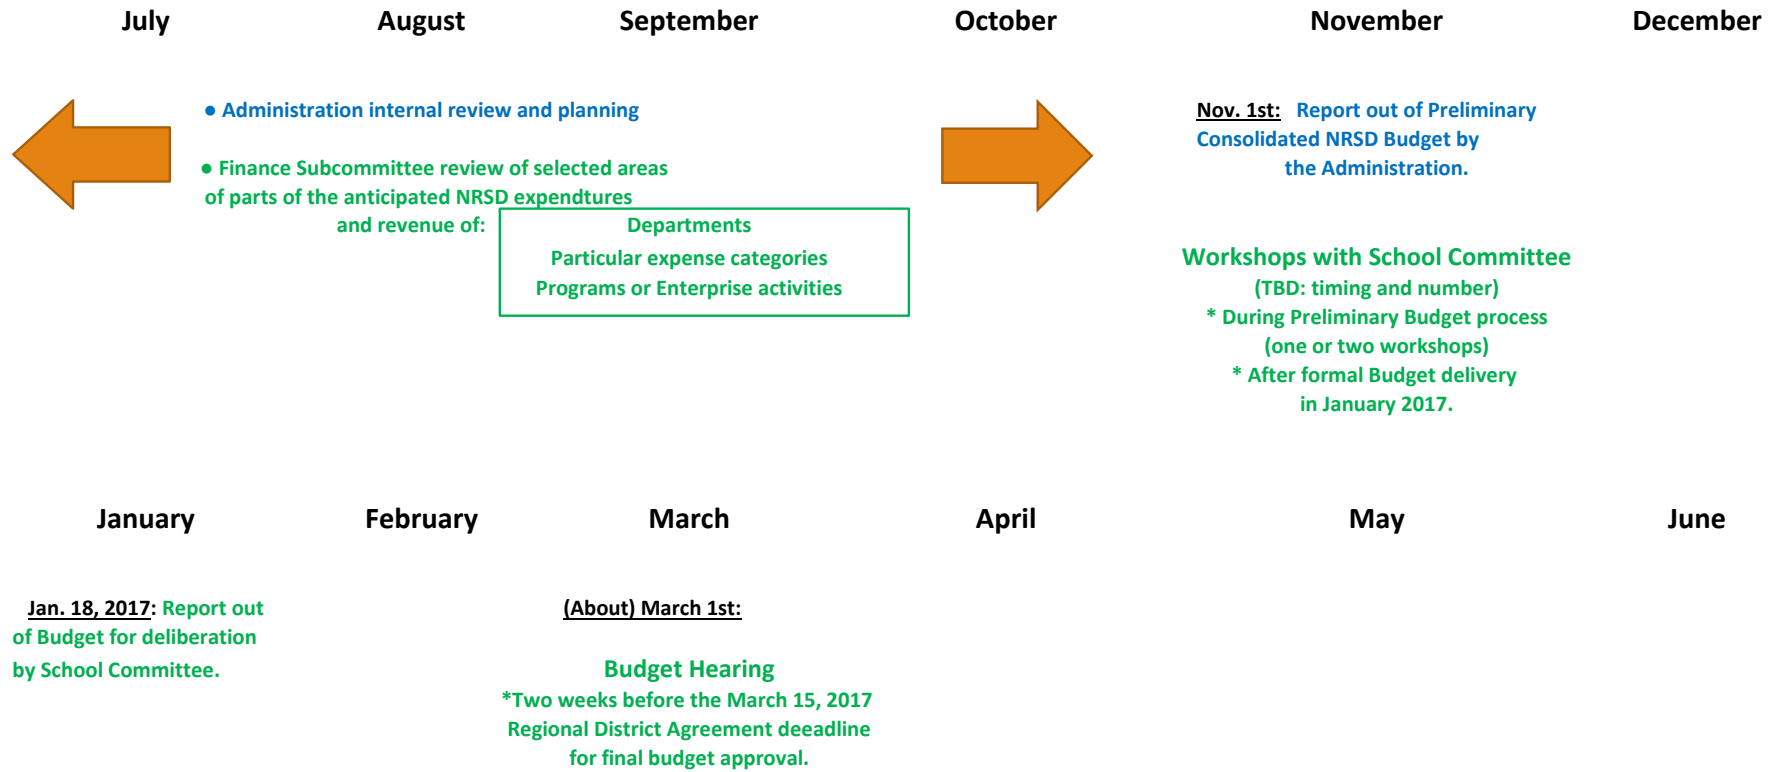 July August September October November December
● Administration internal review and planning
● Finance Subcommittee review of selected areas
of parts of the anticipated NRSD expendtures
and revenue of:
Departments
Particular expense categories
Programs or Enterprise activities
Nov. 1st: Report out of Preliminary
Consolidated NRSD Budget by
the Administration.
Workshops with School Committee
(TBD: timing and number)
* During Preliminary Budget process
(one or two workshops)
* After formal Budget delivery
in January 2017.
January February March April May June
Jan. 18, 2017: Report out
of Budget for deliberation
by School Committee.
(About) March 1st:
Budget Hearing
*Two weeks before the March 15, 2017
Regional District Agreement deeadline
for final budget approval.